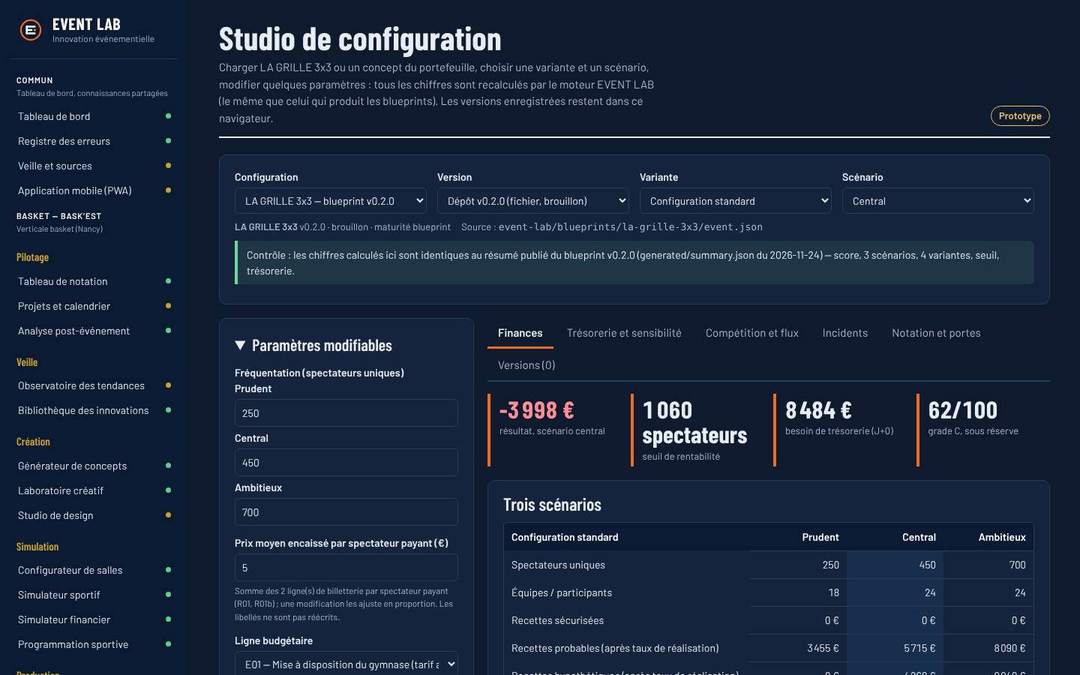 EVENT LAB
Innovation événementielle
COMMUN
Tableau de bord, connaissances partagées
Tableau de bord
Registre des erreurs
Veille et sources
Application mobile (PWA)
BASKET — BASK'EST
Verticale basket (Nancy)
Pilotage
Tableau de notation
Projets et calendrier
Analyse post-événement
Veille
Observatoire des tendances
Bibliothèque des innovations
Création
Générateur de concepts
Laboratoire créatif
Studio de design
Simulation
Configurateur de salles
Simulateur sportif
Simulateur financier
Programmation sportive
Production
Studio de configuration
Charger LA GRILLE 3x3 ou un concept du portefeuille, choisir une variante et un scénario,
modifier quelques paramètres : tous les chiffres sont recalculés par le moteur EVENT LAB
(le même que celui qui produit les blueprints). Les versions enregistrées restent dans ce
navigateur.
Prototype
Configuration Version Variante Scénario
LA GRILLE 3x3 — blueprint v0.2.0 Dépôt v0.2.0 (fichier, brouillon) Configuration standard Central
LA GRILLE 3x3 v0.2.0 · brouillon · maturité blueprint Source : event-lab/blueprints/la-grille-3x3/event.json
Contrôle : les chiffres calculés ici sont identiques au résumé publié du blueprint v0.2.0 (generated/summary.json du 2026-11-24) — score, 3 scénarios, 4 variantes, seuil,
trésorerie.
▼ Paramètres modifiables
Fréquentation (spectateurs uniques)
Prudent
250
Central
450
Ambitieux
700
Prix moyen encaissé par spectateur payant (€)
5
Somme des 2 ligne(s) de billetterie par spectateur payant
(R01, R01b) ; une modification les ajuste en proportion. Les
libellés ne sont pas réécrits.
Ligne budgétaire
E01 — Mise à disposition du gymnase (tarif a
Finances Trésorerie et sensibilité Compétition et flux Incidents Notation et portes
Versions (0)
-3 998 €
résultat, scénario central
1 060
spectateurs
seuil de rentabilité
8 484 €
besoin de trésorerie (J+0)
62/100
grade C, sous réserve
Trois scénarios
Configuration standard Prudent Central Ambitieux
Spectateurs uniques 250 450 700
Équipes / participants 18 24 24
Recettes sécurisées 0 € 0 € 0 €
Recettes probables (après taux de réalisation) 3 455 € 5 715 € 8 090 €